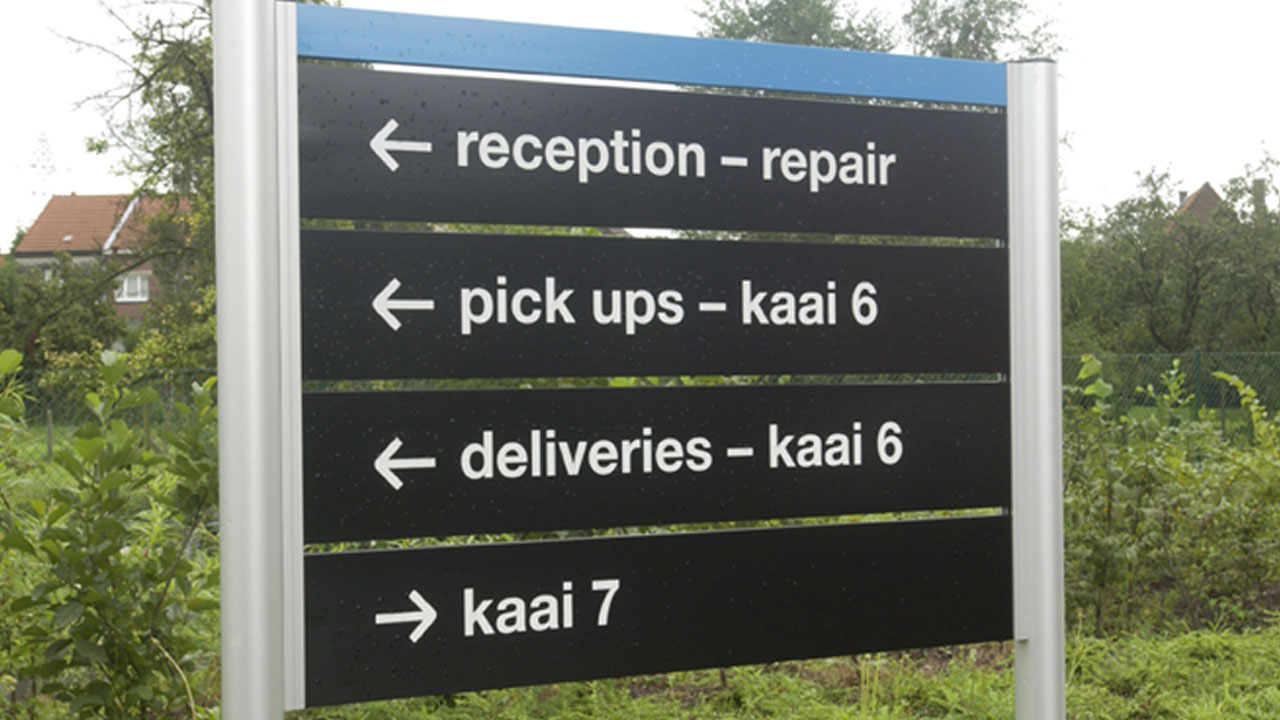 ← reception – repair
← pick ups – kaai 6
← deliveries – kaai 6
→ kaai 7